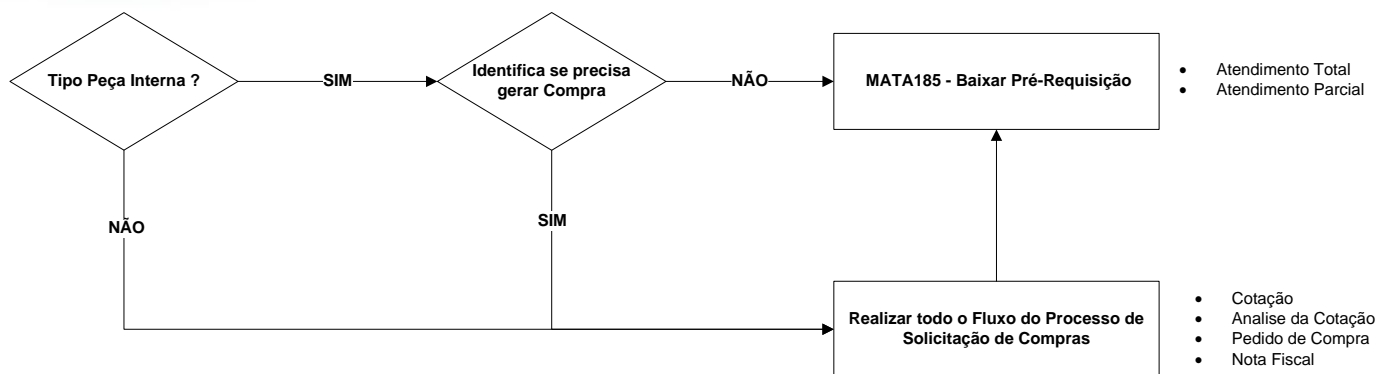 Tipo Peça Interna ?
SIM
Identifica se precisa
gerar Compra
NÃO
MATA185 - Baixar Pré-Requisição
• Atendimento Total
• Atendimento Parcial
NÃO
SIM
Realizar todo o Fluxo do Processo de
Solicitação de Compras
• Cotação
• Analise da Cotação
• Pedido de Compra
• Nota Fiscal